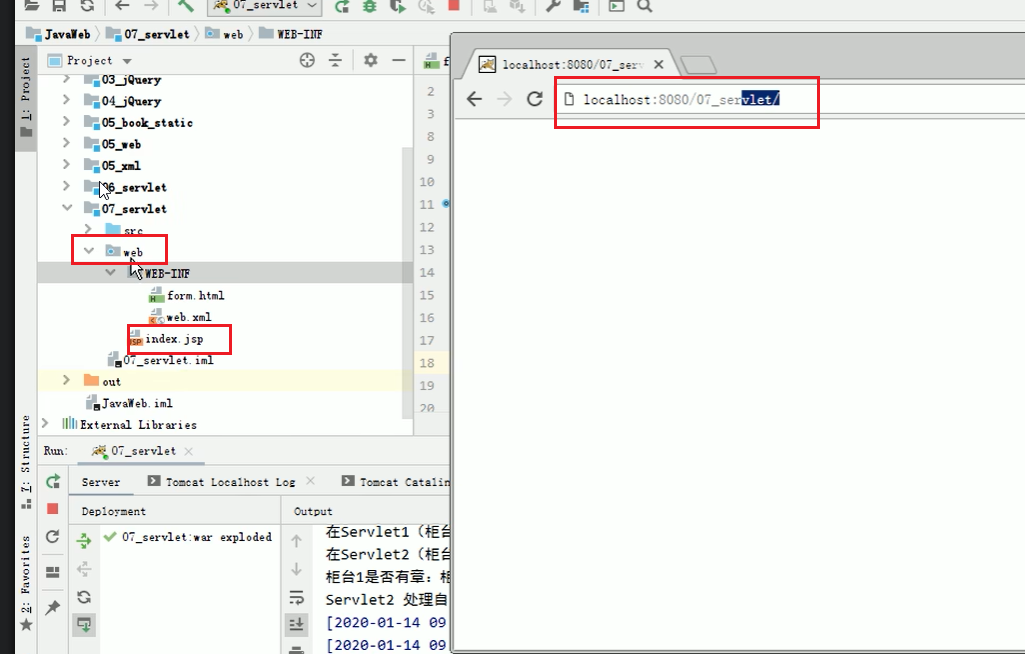 07_servlet
JavaWeb
07_servlet
web
WEB-INF
1: Project
Project
03_jQuery
04_jQuery
05_book_static
05_web
05_xml
06_servlet
07_servlet
src
web
WEB-INF
form.html
web.xml
index.jsp
07_servlet.iml
out
JavaWeb.iml
External Libraries
2
3
8
9
10
11
12
13
14
15
16
17
18
19
20
localhost:8080/07_ser
localhost:8080/07_servlet/
Z: Structure
2: Favorites
Run:
07_servlet
Server
Tomcat Localhost Log
Tomcat Catalin
Deployment
Output
07_servlet:war exploded
在Servlet1（柜台
在Servlet2（柜台
柜台1是否有章：柜
Servlet2 处理自
[2020-01-14 09
[2020-01-14 09